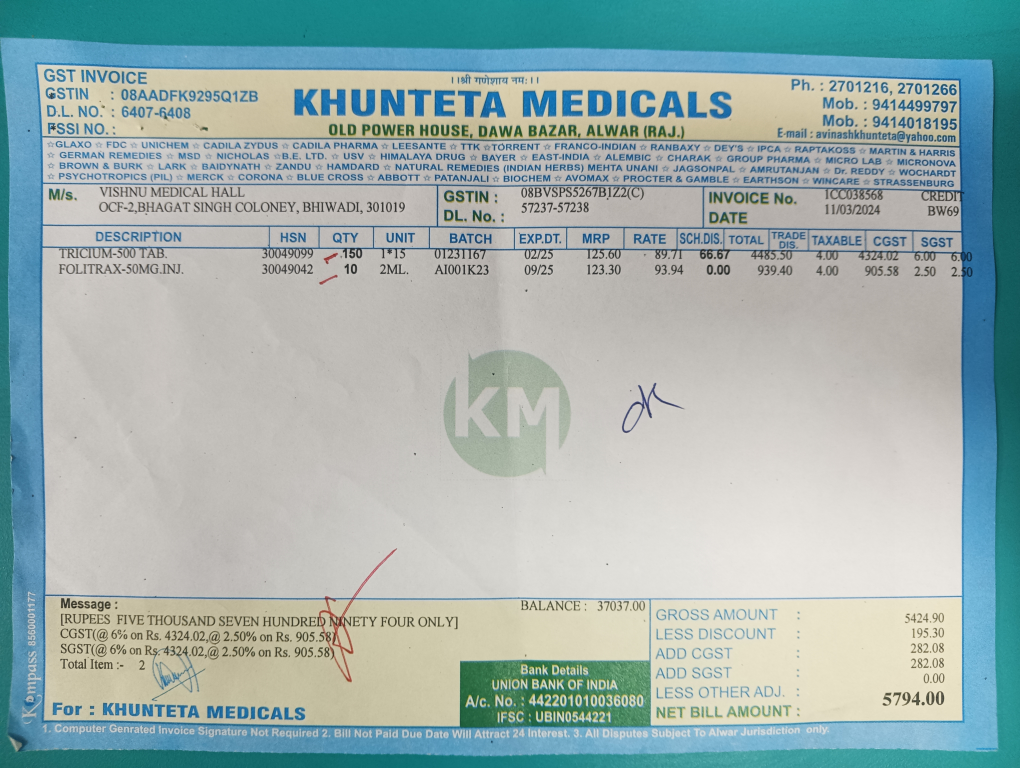 GST INVOICE
GSTIN : 08AADFK9295Q1ZB
D.L. NO. : 6407-6408
FSSI NO. :
।।श्री गणेशाय नमः।।
KHUNTETA MEDICALS
OLD POWER HOUSE, DAWA BAZAR, ALWAR (RAJ.)
Ph. : 2701216, 2701266
Mob. : 9414499797
Mob. : 9414018195
E-mail : avinashkhunteta@yahoo.com
☆GLAXO ☆ FDC ☆ UNICHEM ☆ CADILA ZYDUS ☆ CADILA PHARMA ☆ LEESANTE ☆ TTK ☆TORRENT ☆ FRANCO-INDIAN ☆ RANBAXY ☆ DEY'S ☆ IPCA ☆ RAPTAKOSS ☆ MARTIN & HARRIS
☆ GERMAN REMEDIES ☆ MSD ☆ NICHOLAS ☆B.E. LTD. ☆ USV ☆ HIMALAYA DRUG ☆ BAYER ☆ EAST-INDIA ☆ ALEMBIC ☆ CHARAK ☆ GROUP PHARMA ☆ MICRO LAB ☆ MICRONOWA
☆ BROWN & BURK ☆ LARK ☆ BAIDYNATH ☆ ZANDU ☆ HAMDARD ☆ NATURAL REMEDIES (INDIAN HERBS) MEHTA UNANI ☆ JAGSONPAL ☆ AMRUTANJAN ☆ Dr. REDDY ☆ WOCHARDT
☆ PSYCHOTROPICS (PIL) ☆ MERCK ☆ CORONA ☆ BLUE CROSS ☆ ABBOTT ☆ PATANJALI ☆ BIOCHEM ☆ AVOMAX ☆ PROCTER & GAMBLE ☆ EARTHSON ☆ WINCARE ☆ STRASSENBURG
M/s. VISHNU MEDICAL HALL
OCF-2,BHAGAT SINGH COLONEY, BHIWADI, 301019
GSTIN : 08BVSPS5267B1Z2(C)
DL. No. : 57237-57238
INVOICE No. 1CC038568 CREDIT
DATE 11/03/2024 BW69
DESCRIPTION HSN QTY UNIT BATCH EXP.DT. MRP RATE SCH.DIS. TOTAL TRADE DIS. TAXABLE CGST SGST
TRICIUM-500 TAB. 30049099 150 1*15 01231167 02/25 125.60 89.71 66.67 4485.50 4.00 4324.02 6.00 6.00
FOLITRAX-50MG.INJ. 30049042 10 2ML. AI001K23 09/25 123.30 93.94 0.00 939.40 4.00 905.58 2.50 2.50
KM
OK
Message :
BALANCE : 37037.00
[RUPEES FIVE THOUSAND SEVEN HUNDRED NINETY FOUR ONLY]
CGST(@ 6% on Rs. 4324.02,@ 2.50% on Rs. 905.58)
SGST(@ 6% on Rs. 4324.02,@ 2.50% on Rs. 905.58)
Total Item :- 2
For : KHUNTETA MEDICALS
Bank Details
UNION BANK OF INDIA
A/c. No. : 442201010036080
IFSC : UBIN0544221
GROSS AMOUNT : 5424.90
LESS DISCOUNT : 195.30
ADD CGST : 282.08
ADD SGST : 282.08
LESS OTHER ADJ. : 0.00
NET BILL AMOUNT : 5794.00
1. Computer Genrated Invoice Signature Not Required 2. Bill Not Paid Due Date Will Attract 24 Interest. 3. All Disputes Subject To Alwar Jurisdiction only.
Kompass 8560001177